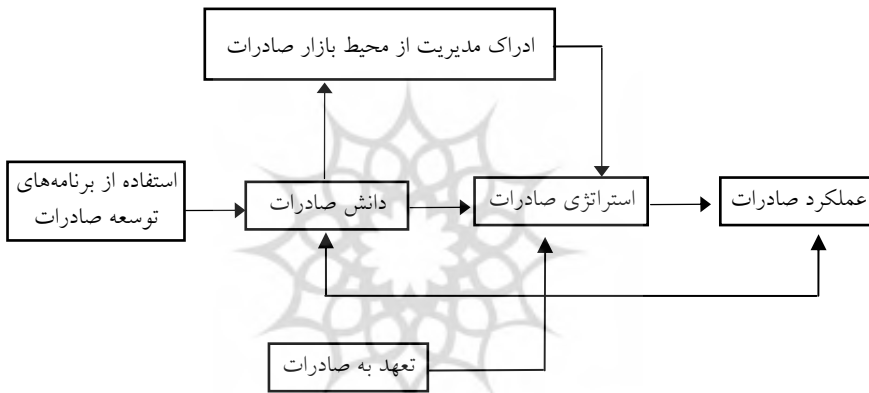 ادراک مدیریت از محیط بازار صادرات
استفاده از برنامه‌های
توسعه صادرات
دانش صادرات
استراتژی صادرات
عملکرد صادرات
تعهد به صادرات